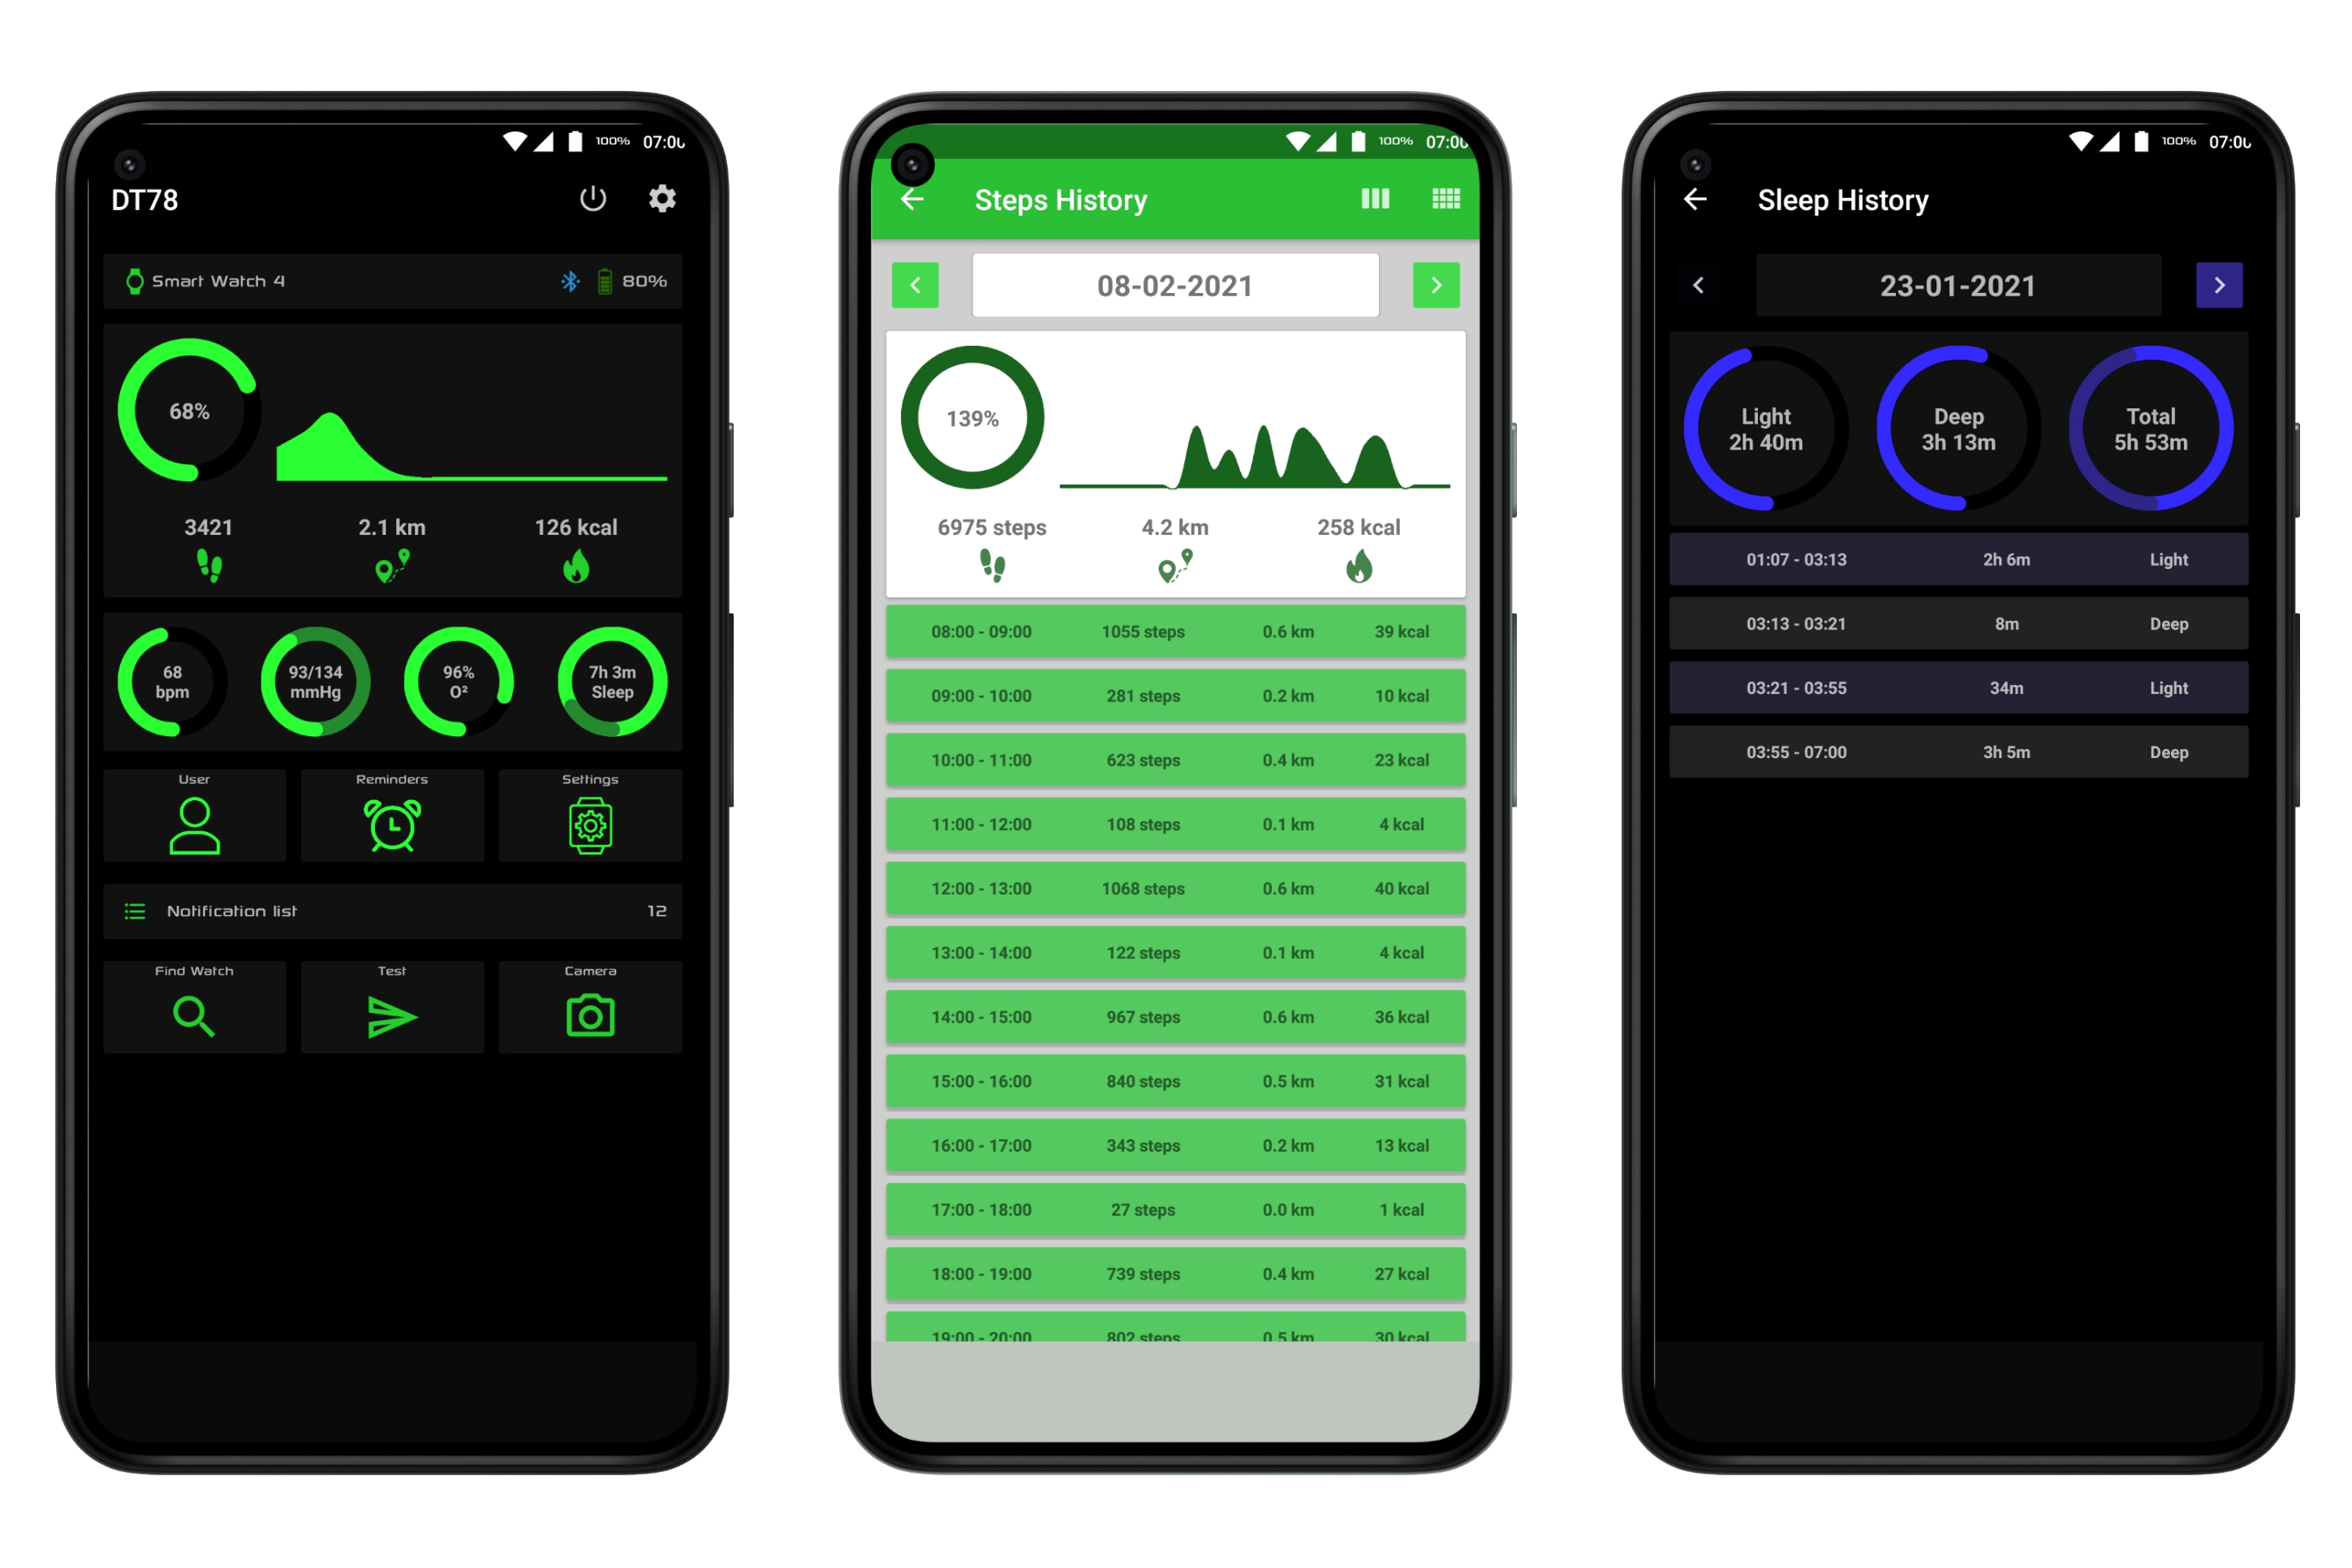 100% 07:00
DT78
Smart Watch 4 80%
68%
3421 2.1 km 126 kcal
68 bpm
93/134 mmHg
96% O²
7h 3m Sleep
User Reminders Settings
Notification list 12
Find Watch Test Camera
100% 07:00
Steps History
08-02-2021
139%
6975 steps 4.2 km 258 kcal
08:00 - 09:00 1055 steps 0.6 km 39 kcal
09:00 - 10:00 281 steps 0.2 km 10 kcal
10:00 - 11:00 623 steps 0.4 km 23 kcal
11:00 - 12:00 108 steps 0.1 km 4 kcal
12:00 - 13:00 1068 steps 0.6 km 40 kcal
13:00 - 14:00 122 steps 0.1 km 4 kcal
14:00 - 15:00 967 steps 0.6 km 36 kcal
15:00 - 16:00 840 steps 0.5 km 31 kcal
16:00 - 17:00 343 steps 0.2 km 13 kcal
17:00 - 18:00 27 steps 0.0 km 1 kcal
18:00 - 19:00 739 steps 0.4 km 27 kcal
19:00 - 20:00 802 steps 0.5 km 30 kcal
100% 07:00
Sleep History
23-01-2021
Light 2h 40m
Deep 3h 13m
Total 5h 53m
01:07 - 03:13 2h 6m Light
03:13 - 03:21 8m Deep
03:21 - 03:55 34m Light
03:55 - 07:00 3h 5m Deep